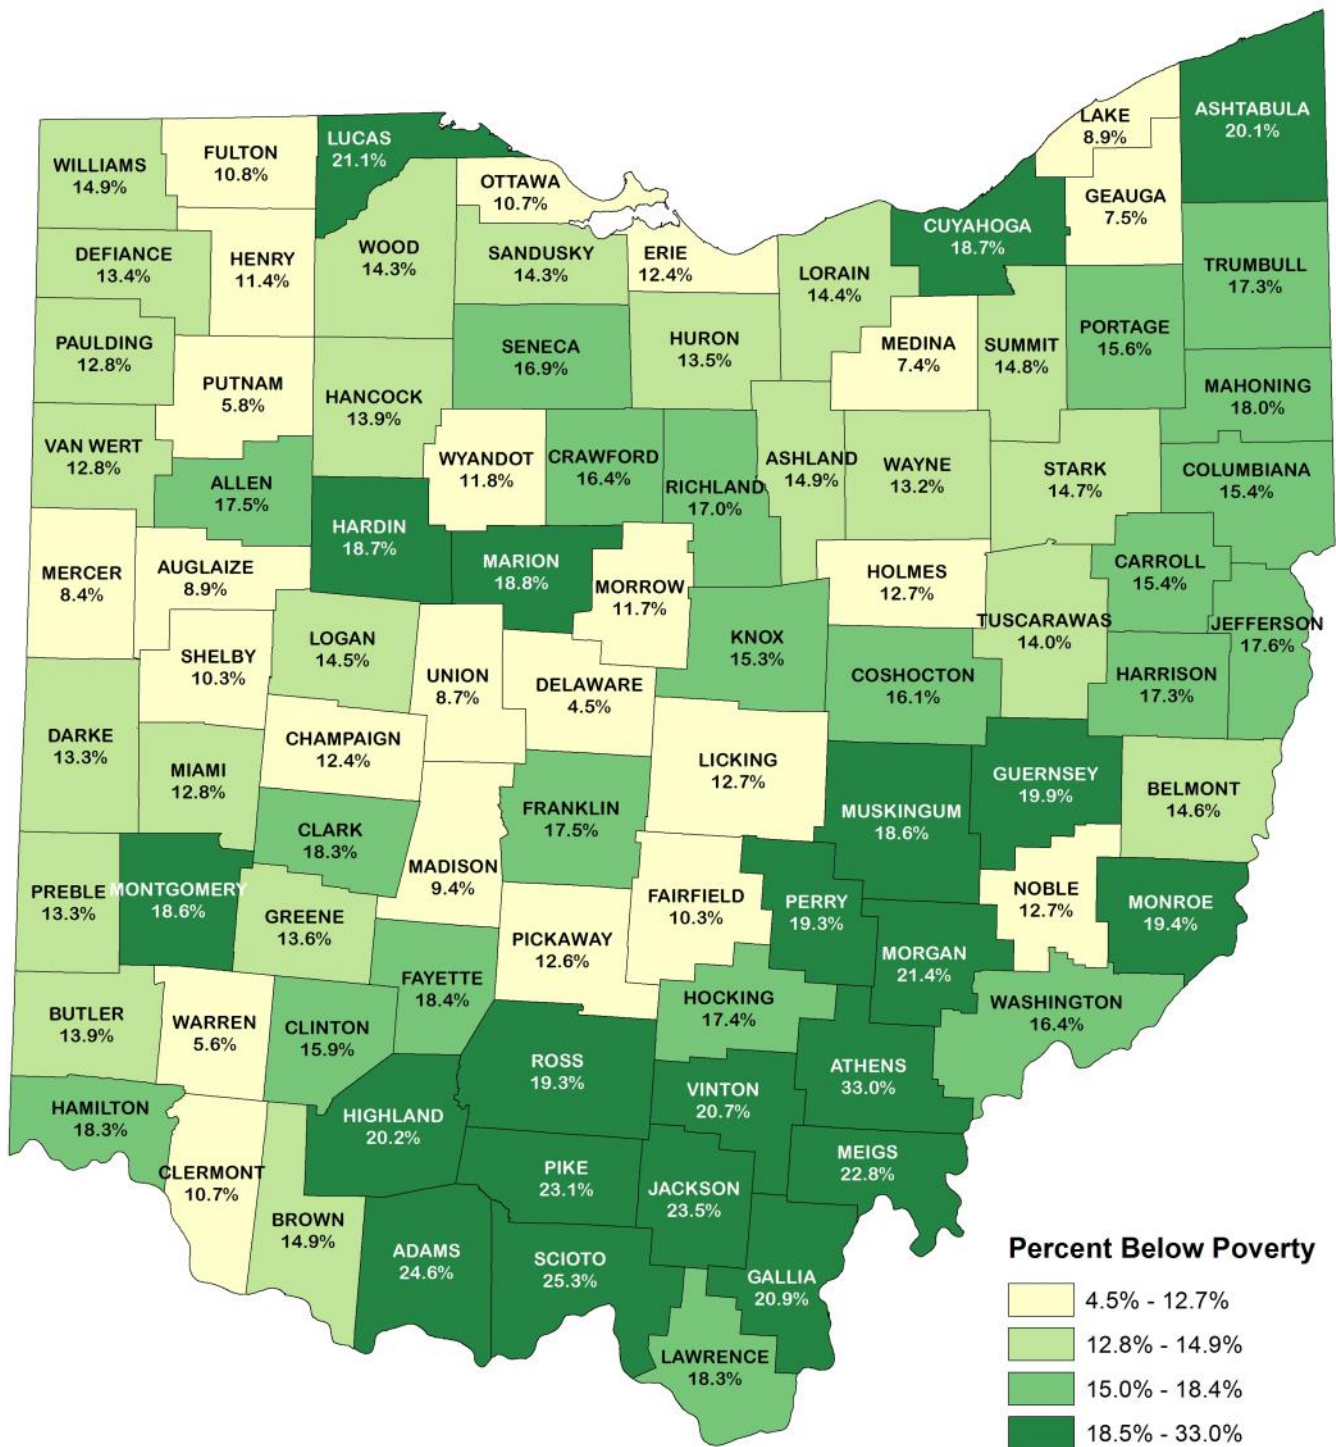 LAKE
8.9%
ASHTABULA
20.1%
LUCAS
21.1%
FULTON
10.8%
WILLIAMS
14.9%
OTTAWA
10.7%
GEAUGA
7.5%
CUYAHOGA
18.7%
DEFIANCE
13.4%
HENRY
11.4%
WOOD
14.3%
SANDUSKY
14.3%
ERIE
12.4%
LORAIN
14.4%
TRUMBULL
17.3%
PAULDING
12.8%
PUTNAM
5.8%
HANCOCK
13.9%
SENECA
16.9%
HURON
13.5%
MEDINA
7.4%
SUMMIT
14.8%
PORTAGE
15.6%
MAHONING
18.0%
VAN WERT
12.8%
ALLEN
17.5%
WYANDOT
11.8%
CRAWFORD
16.4%
RICHLAND
17.0%
ASHLAND
14.9%
WAYNE
13.2%
STARK
14.7%
COLUMBIANA
15.4%
HARDIN
18.7%
MARION
18.8%
MERCER
8.4%
AUGLAIZE
8.9%
MORROW
11.7%
HOLMES
12.7%
CARROLL
15.4%
TUSCARAWAS
14.0%
JEFFERSON
17.6%
LOGAN
14.5%
SHELBY
10.3%
UNION
8.7%
DELAWARE
4.5%
KNOX
15.3%
COSHOCTON
16.1%
HARRISON
17.3%
DARKE
13.3%
MIAMI
12.8%
CHAMPAIGN
12.4%
LICKING
12.7%
GUERNSEY
19.9%
BELMONT
14.6%
CLARK
18.3%
FRANKLIN
17.5%
MUSKINGUM
18.6%
MADISON
9.4%
PREBLE
13.3%
MONTGOMERY
18.6%
GREENE
13.6%
FAIRFIELD
10.3%
PERRY
19.3%
NOBLE
12.7%
MONROE
19.4%
PICKAWAY
12.6%
MORGAN
21.4%
FAYETTE
18.4%
HOCKING
17.4%
WASHINGTON
16.4%
BUTLER
13.9%
WARREN
5.6%
CLINTON
15.9%
ROSS
19.3%
ATHENS
33.0%
VINTON
20.7%
HAMILTON
18.3%
HIGHLAND
20.2%
MEIGS
22.8%
CLERMONT
10.7%
PIKE
23.1%
JACKSON
23.5%
BROWN
14.9%
ADAMS
24.6%
SCIOTO
25.3%
GALLIA
20.9%
LAWRENCE
18.3%
Percent Below Poverty
4.5% - 12.7%
12.8% - 14.9%
15.0% - 18.4%
18.5% - 33.0%